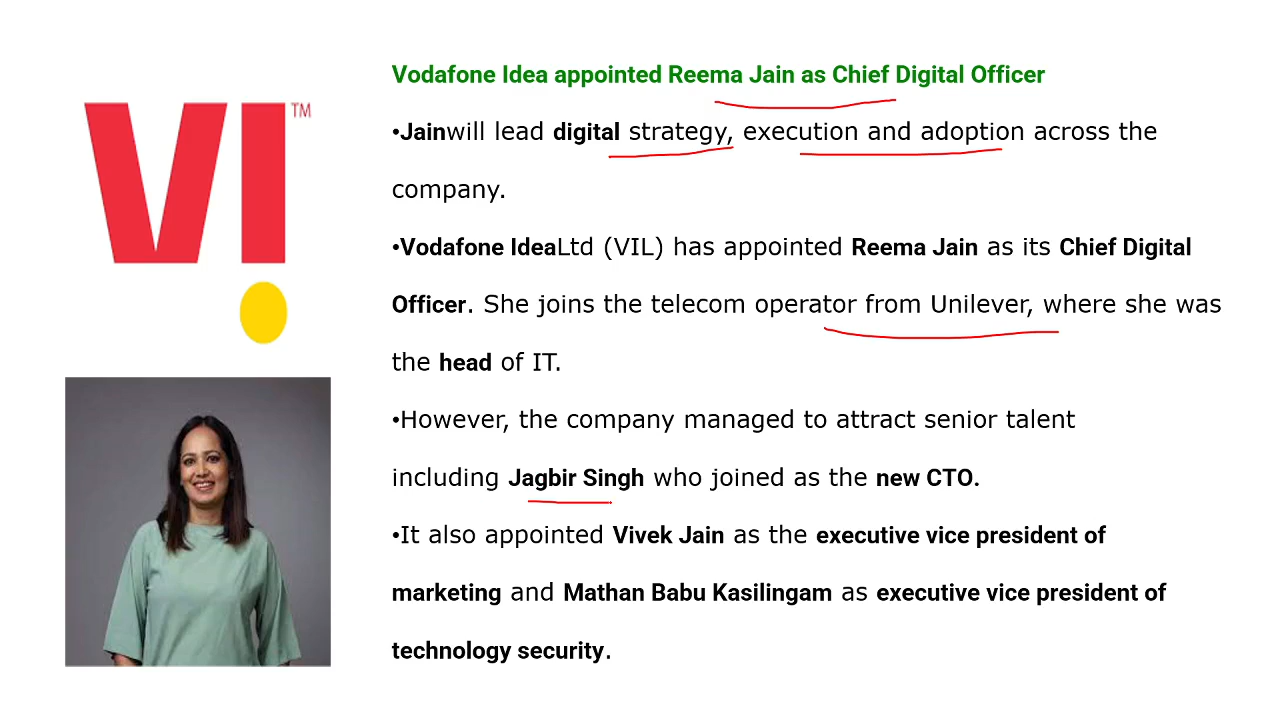 VI™
Vodafone Idea appointed Reema Jain as Chief Digital Officer
•Jainwill lead digital strategy, execution and adoption across the
company.
•Vodafone IdeaLtd (VIL) has appointed Reema Jain as its Chief Digital
Officer. She joins the telecom operator from Unilever, where she was
the head of IT.
•However, the company managed to attract senior talent
including Jagbir Singh who joined as the new CTO.
•It also appointed Vivek Jain as the executive vice president of
marketing and Mathan Babu Kasilingam as executive vice president of
technology security.